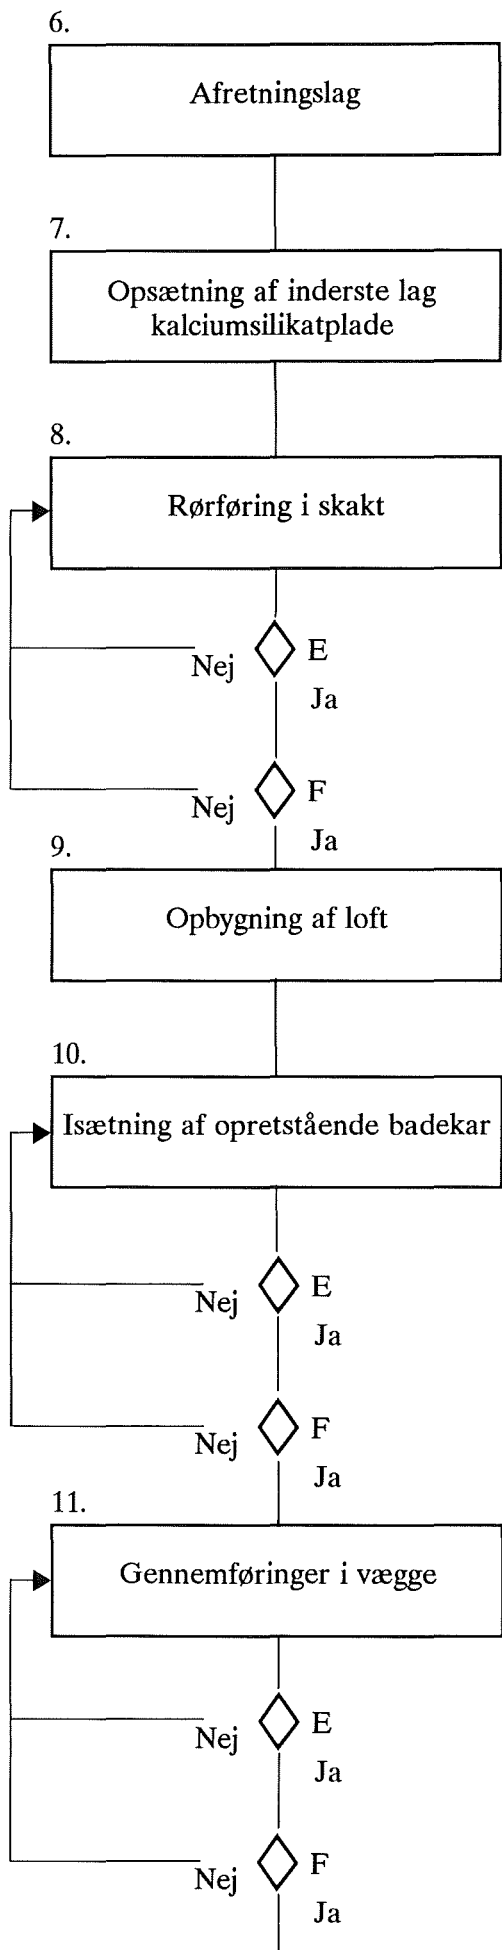 6.
Afretningslag
7.
Opsætning af inderste lag
kalciumsilikatplade
8.
Rørføring i skakt
Nej E
Ja
Nej F
Ja
9.
Opbygning af loft
10.
Isætning af opretstående badekar
Nej E
Ja
Nej F
Ja
11.
Gennemføringer i vægge
Nej E
Ja
Nej F
Ja